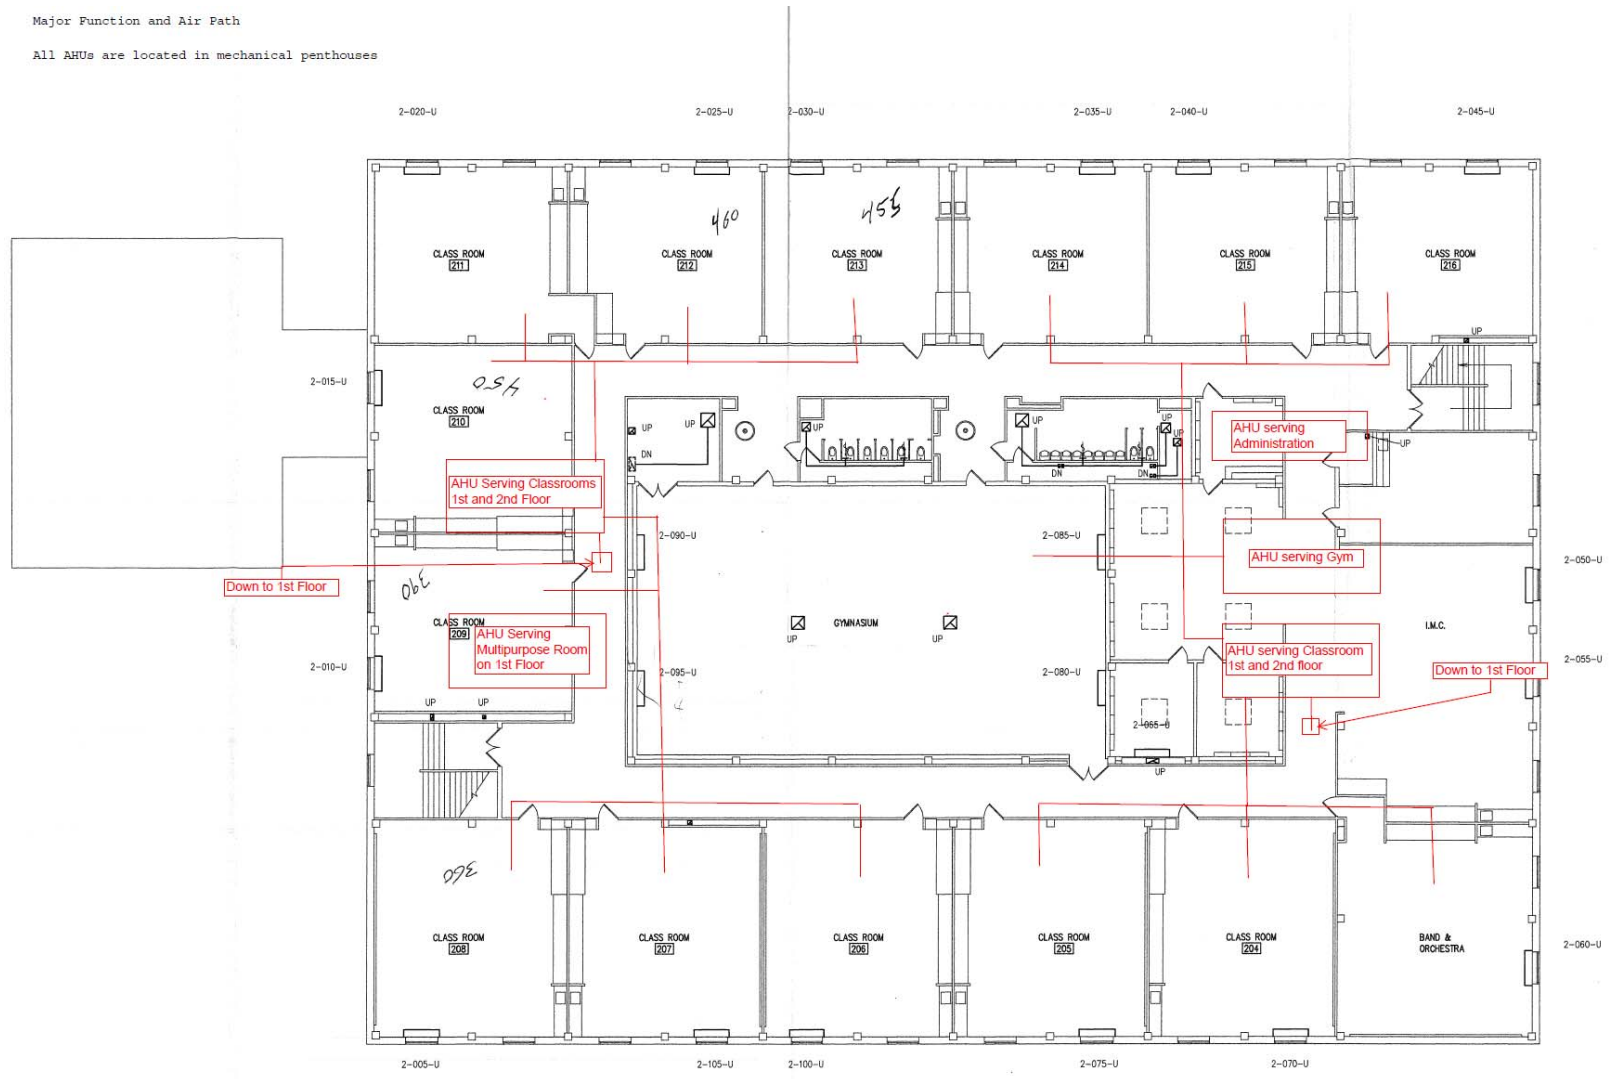 Major Function and Air Path
All AHUs are located in mechanical penthouses
2-020-U
2-025-U
2-030-U
2-035-U
2-040-U
2-045-U
460
455
CLASS ROOM
211
CLASS ROOM
212
CLASS ROOM
213
CLASS ROOM
214
CLASS ROOM
215
CLASS ROOM
216
UP
2-015-U
450
CLASS ROOM
210
UP
UP
DN
UP
UP
UP
DN
DN
AHU serving
Administration
UP
AHU Serving Classrooms
1st and 2nd Floor
2-090-U
2-085-U
AHU serving Gym
2-050-U
Down to 1st Floor
390
CLASS ROOM
209
AHU Serving
Multipurpose Room
on 1st Floor
UP
GYMNASIUM
UP
I.M.C.
2-010-U
2-095-U
2-080-U
AHU serving Classroom
1st and 2nd floor
Down to 1st Floor
2-055-U
UP
UP
2-065-U
UP
360
CLASS ROOM
208
CLASS ROOM
207
CLASS ROOM
206
CLASS ROOM
205
CLASS ROOM
204
BAND &
ORCHESTRA
2-060-U
2-005-U
2-105-U
2-100-U
2-075-U
2-070-U